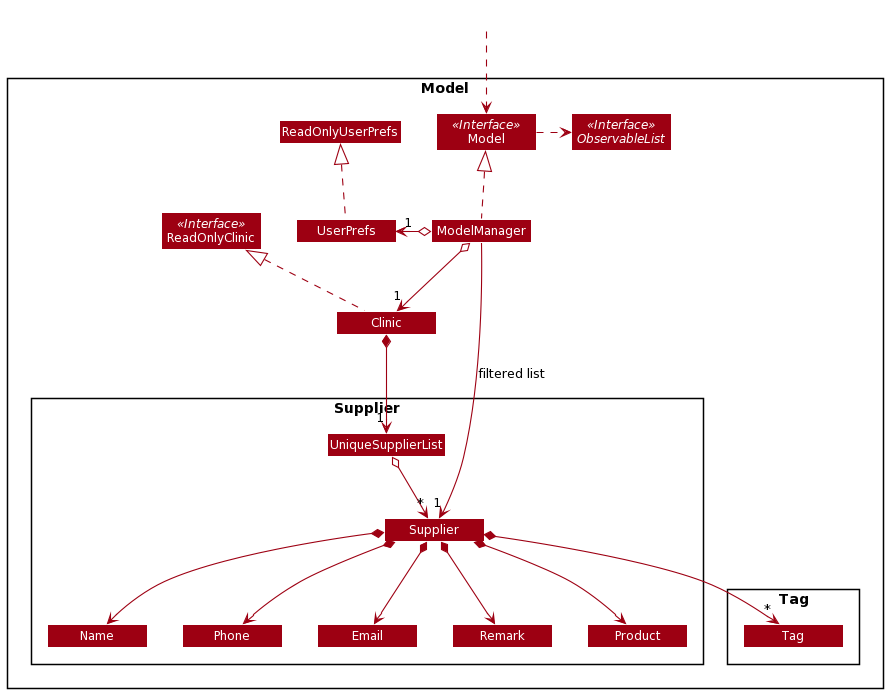 Model
«Interface»
Model
«Interface»
ObservableList
ReadOnlyUserPrefs
«Interface»
ReadOnlyClinic
UserPrefs
1
ModelManager
1
Clinic
filtered list
Supplier
1
UniqueSupplierList
*
1
Supplier
Tag
*
Name
Phone
Email
Remark
Product
Tag